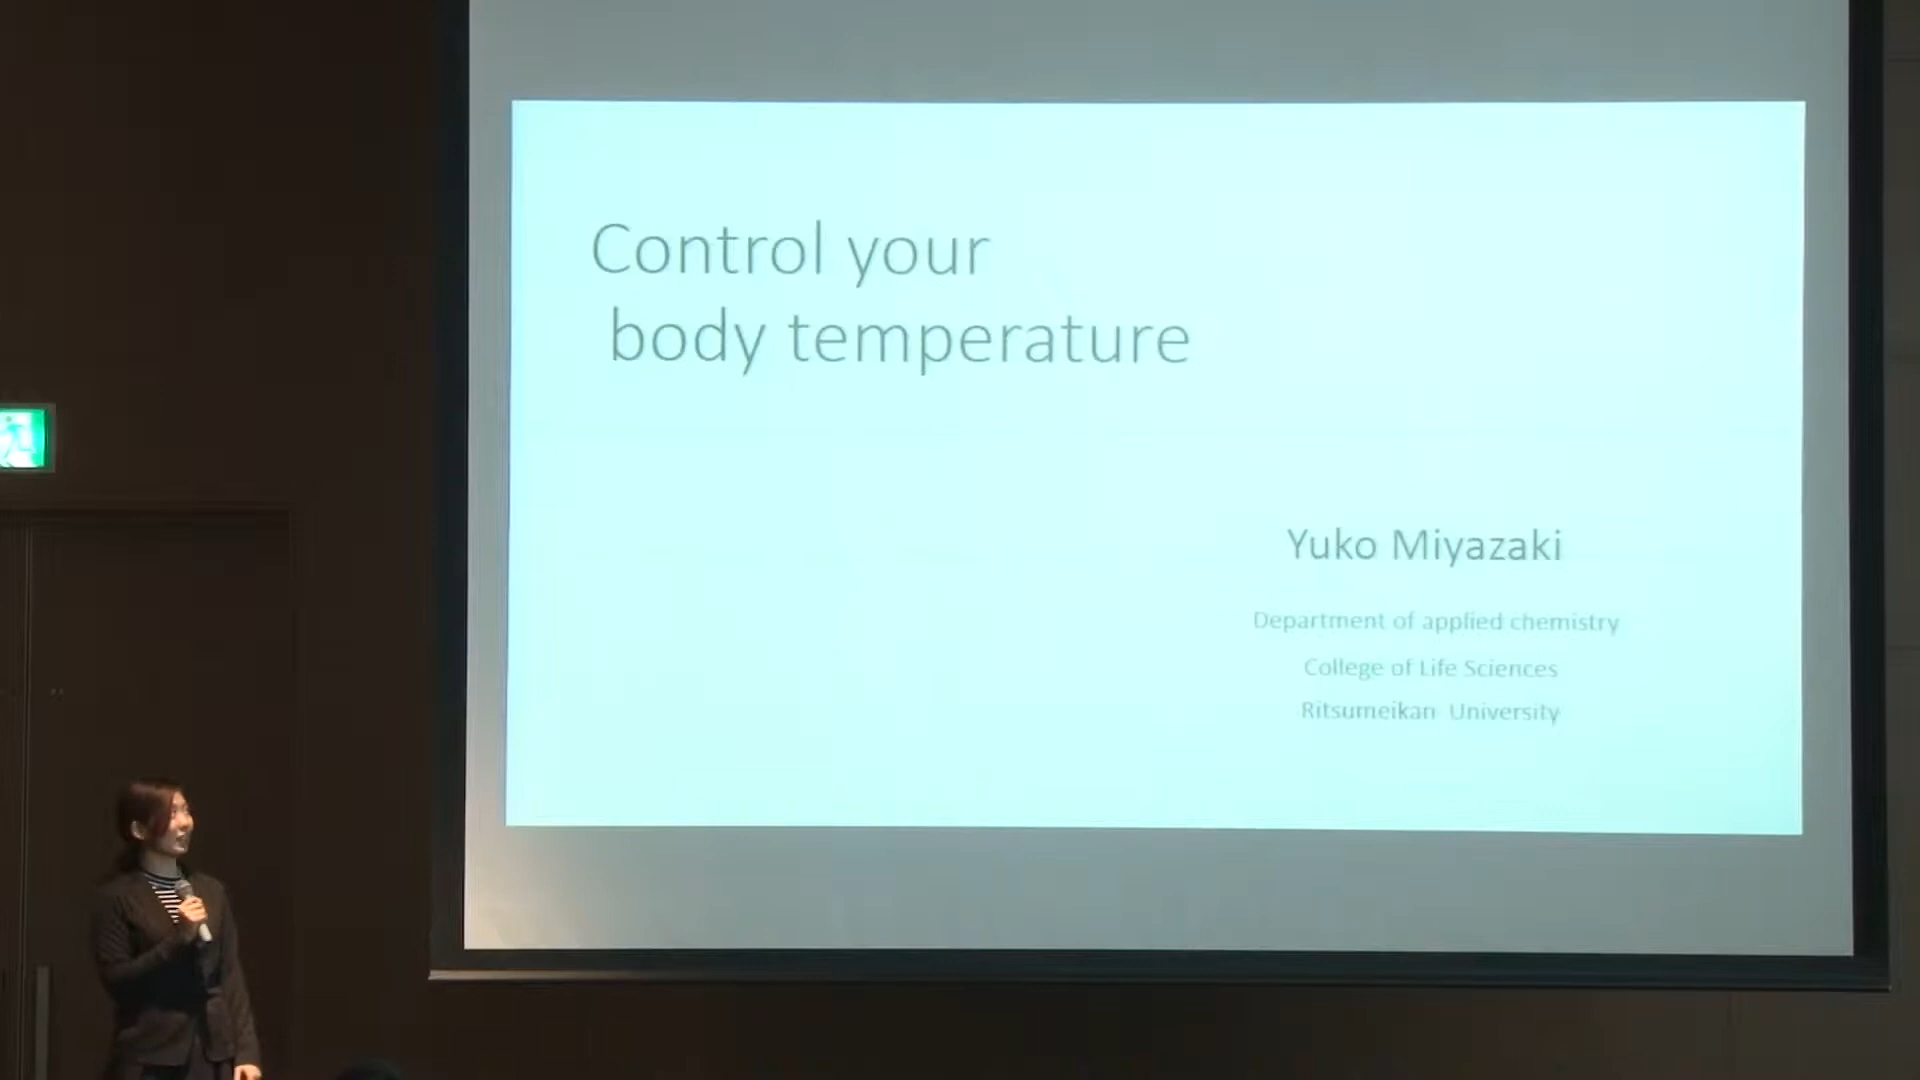 Control your
body temperature
Yuko Miyazaki
Department of applied chemistry
College of Life Sciences
Ritsumeikan University